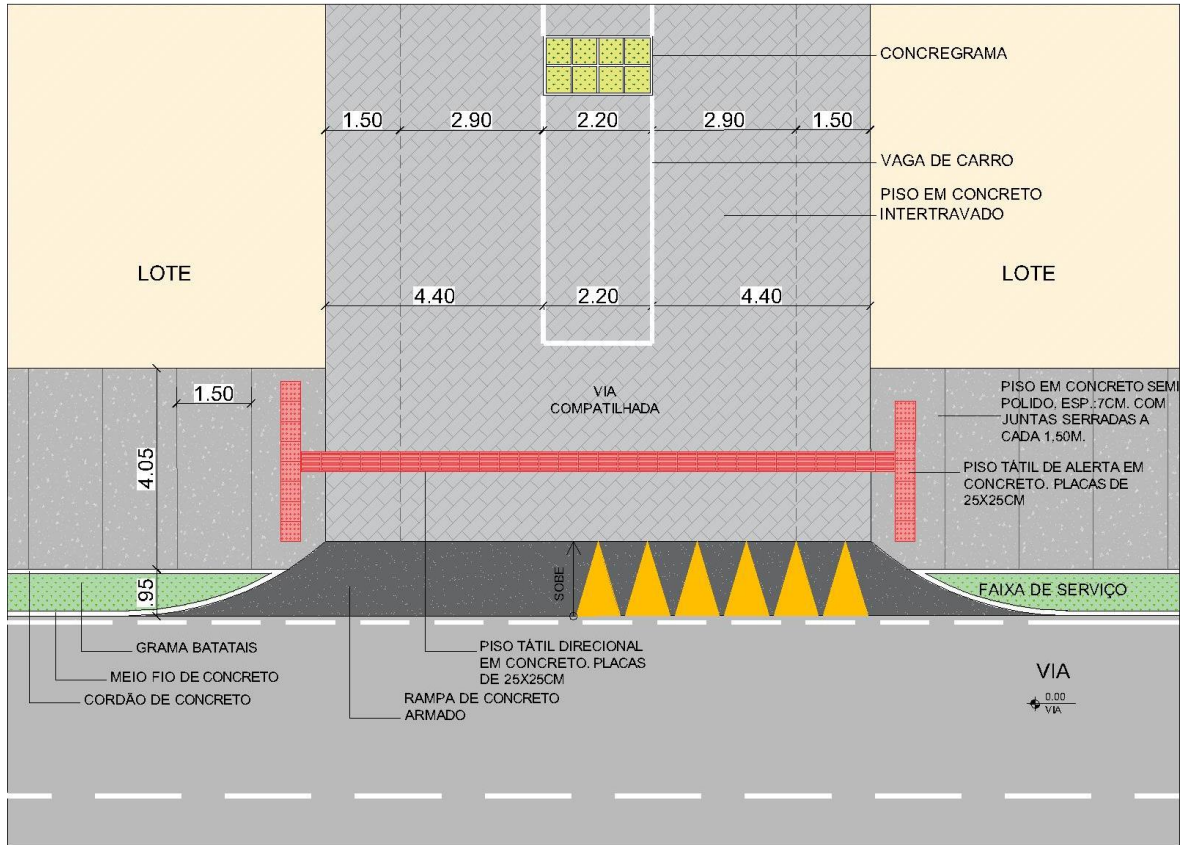 CONCREGRAMA
1.50
2.90
2.20
2.90
1.50
VAGA DE CARRO
PISO EM CONCRETO
INTERTRAVADO
LOTE
LOTE
4.40
2.20
4.40
1.50
VIA
COMPATILHADA
PISO EM CONCRETO SEMI
POLIDO. ESP.:7CM. COM
JUNTAS SERRADAS A
CADA 1.50M.
4.05
PISO TÁTIL DE ALERTA EM
CONCRETO. PLACAS DE
25X25CM
.95
SOBE
FAIXA DE SERVIÇO
GRAMA BATATAIS
MEIO FIO DE CONCRETO
CORDÃO DE CONCRETO
PISO TÁTIL DIRECIONAL
EM CONCRETO. PLACAS
DE 25X25CM
RAMPA DE CONCRETO
ARMADO
VIA
0.00
VIA